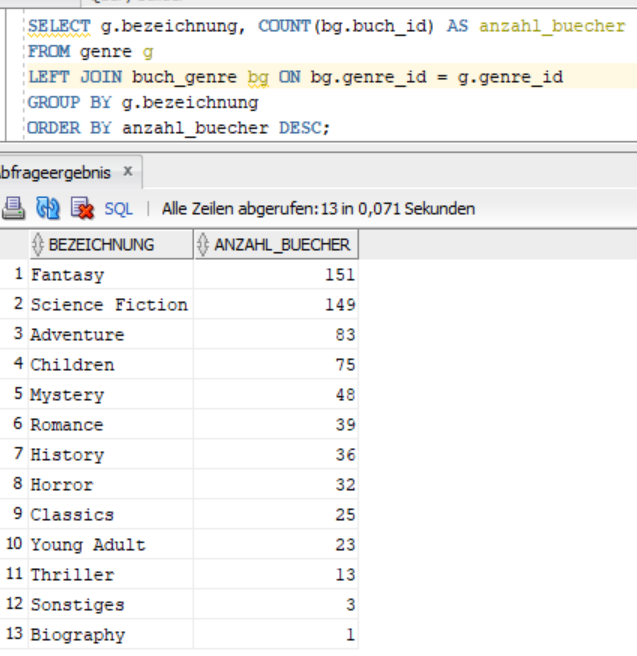 SELECT g.bezeichnung, COUNT(bg.buch_id) AS anzahl_buecher
FROM genre g
LEFT JOIN buch_genre bg ON bg.genre_id = g.genre_id
GROUP BY g.bezeichnung
ORDER BY anzahl_buecher DESC;
bfrageergebnis x
SQL | Alle Zeilen abgerufen: 13 in 0,071 Sekunden
BEZEICHNUNG ANZAHL_BUECHER
1 Fantasy 151
2 Science Fiction 149
3 Adventure 83
4 Children 75
5 Mystery 48
6 Romance 39
7 History 36
8 Horror 32
9 Classics 25
10 Young Adult 23
11 Thriller 13
12 Sonstiges 3
13 Biography 1